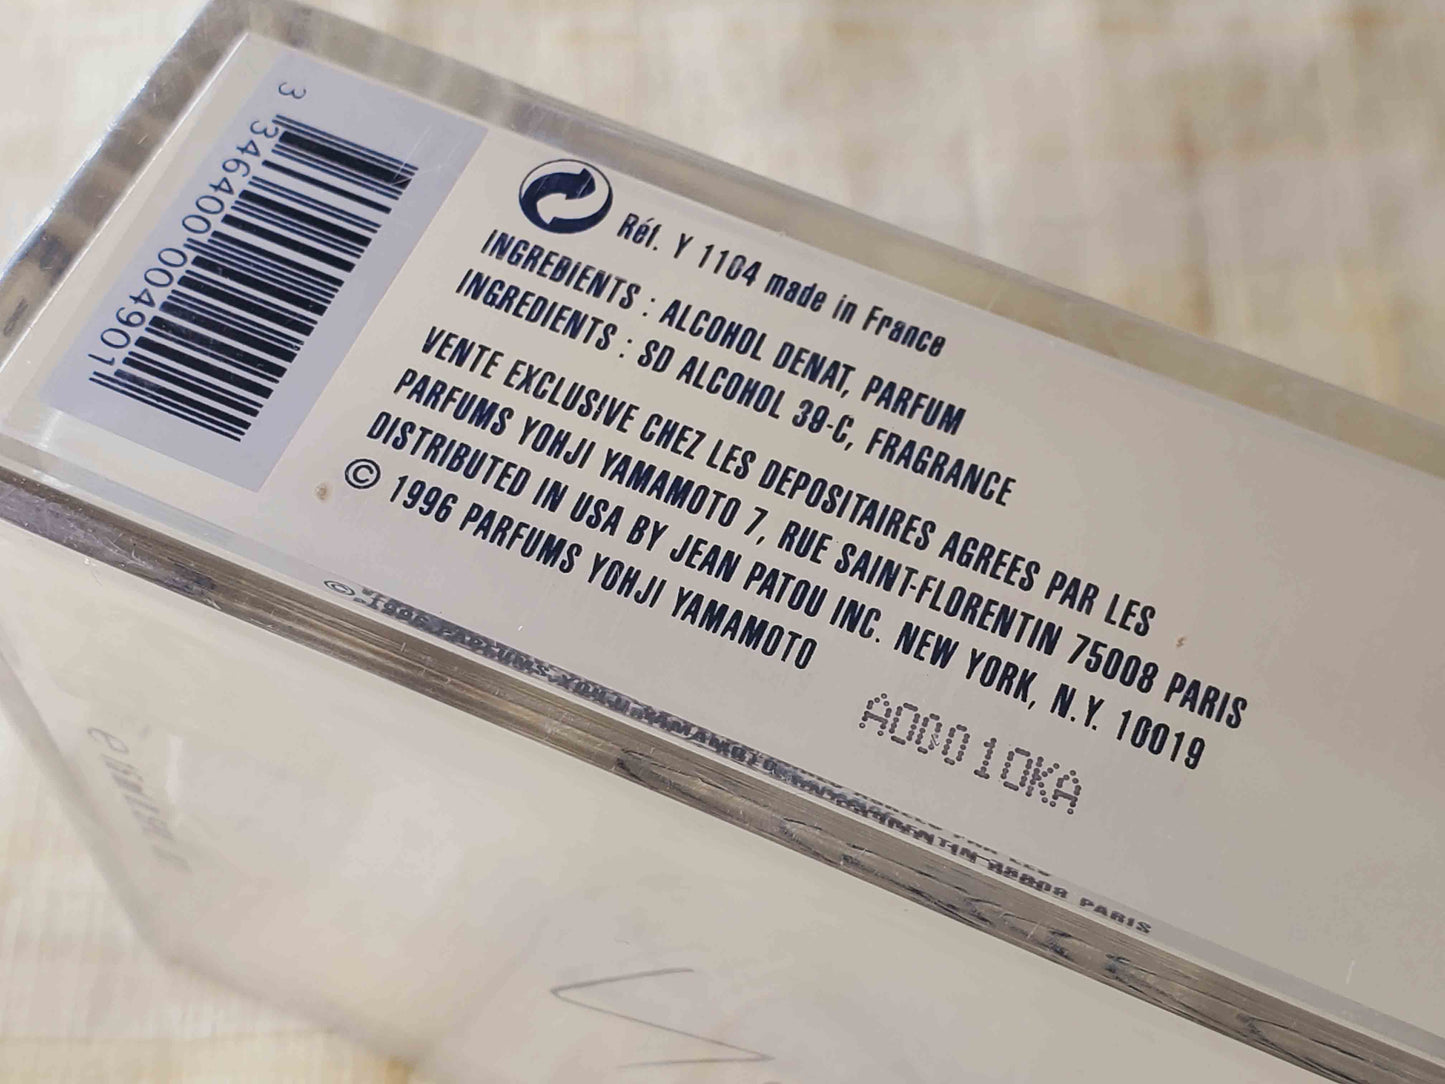 3 346400 004901
Réf. Y 1104 made in France
INGREDIENTS : ALCOHOL DENAT, PARFUM
INGREDIENTS : SD ALCOHOL 39-C, FRAGRANCE
VENTE EXCLUSIVE CHEZ LES DEPOSITAIRES AGREES PAR LES
PARFUMS YOHJI YAMAMOTO 7, RUE SAINT-FLORENTIN 75008 PARIS
DISTRIBUTED IN USA BY JEAN PATOU INC. NEW YORK, N.Y. 10019
© 1996 PARFUMS YOHJI YAMAMOTO